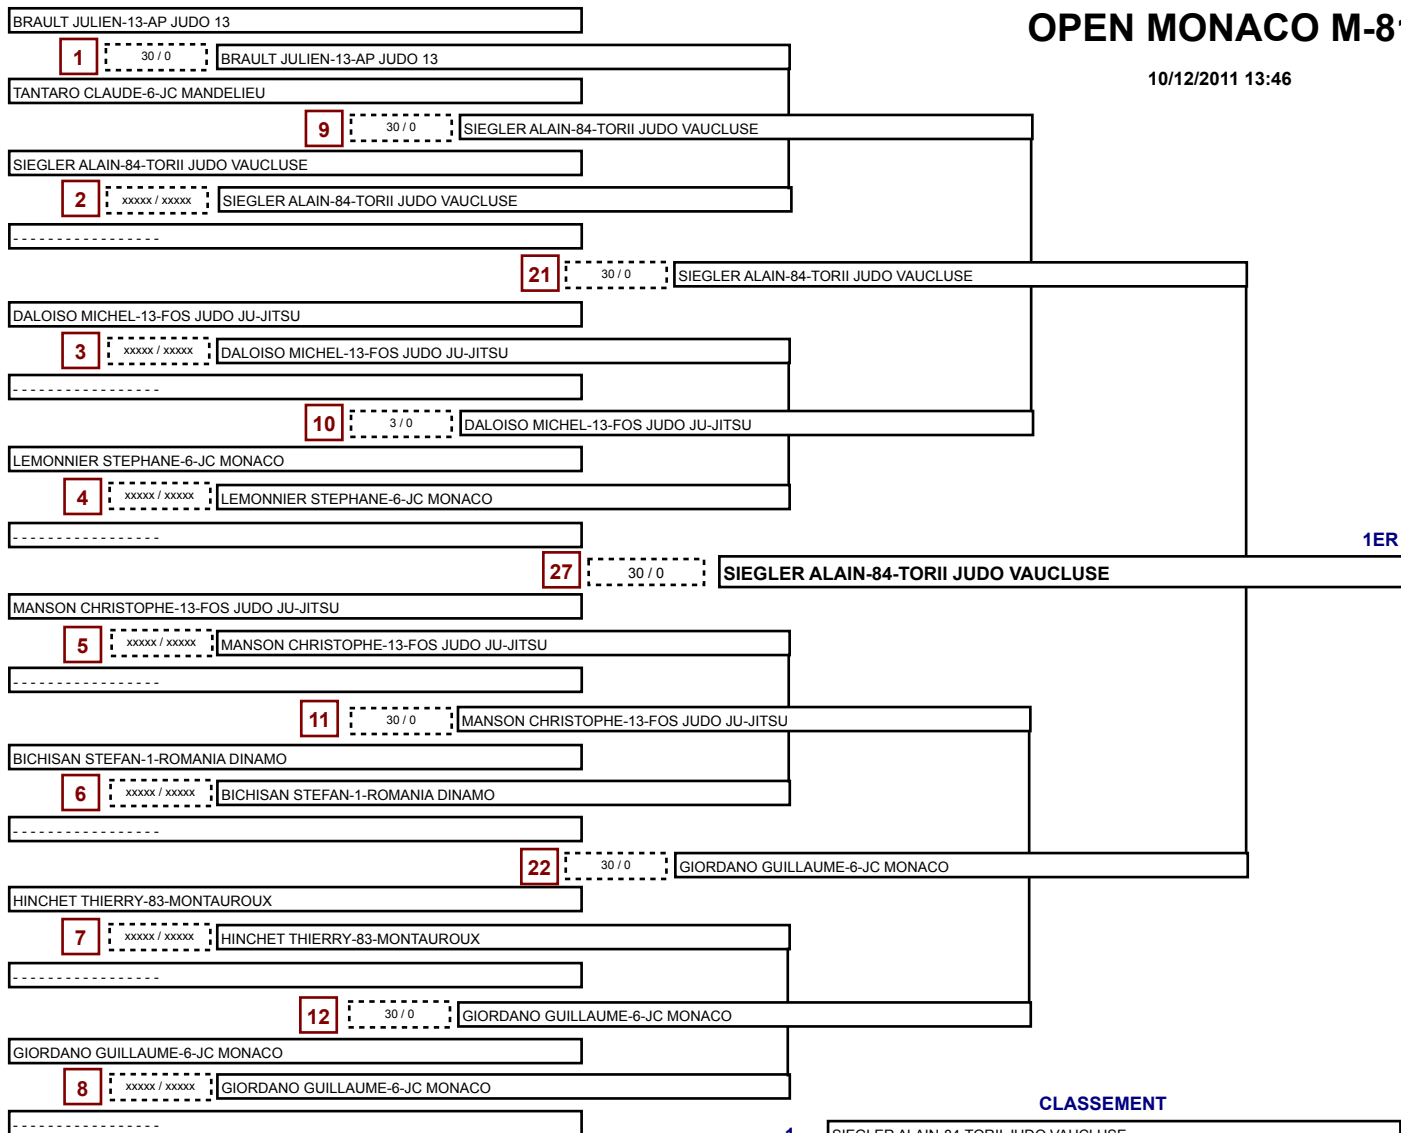 BRAULT JULIEN-13-AP JUDO 13
OPEN MONACO M-81
1 30 / 0 BRAULT JULIEN-13-AP JUDO 13
10/12/2011 13:46
TANTARO CLAUDE-6-JC MANDELIEU
9 30 / 0 SIEGLER ALAIN-84-TORII JUDO VAUCLUSE
SIEGLER ALAIN-84-TORII JUDO VAUCLUSE
2 xxxxx / xxxxx SIEGLER ALAIN-84-TORII JUDO VAUCLUSE
- - - - - - - - - - - - - - - - -
21 30 / 0 SIEGLER ALAIN-84-TORII JUDO VAUCLUSE
DALOISO MICHEL-13-FOS JUDO JU-JITSU
3 xxxxx / xxxxx DALOISO MICHEL-13-FOS JUDO JU-JITSU
- - - - - - - - - - - - - - - - -
10 3 / 0 DALOISO MICHEL-13-FOS JUDO JU-JITSU
LEMONNIER STEPHANE-6-JC MONACO
4 xxxxx / xxxxx LEMONNIER STEPHANE-6-JC MONACO
- - - - - - - - - - - - - - - - -
1ER
27 30 / 0 SIEGLER ALAIN-84-TORII JUDO VAUCLUSE
MANSON CHRISTOPHE-13-FOS JUDO JU-JITSU
5 xxxxx / xxxxx MANSON CHRISTOPHE-13-FOS JUDO JU-JITSU
- - - - - - - - - - - - - - - - -
11 30 / 0 MANSON CHRISTOPHE-13-FOS JUDO JU-JITSU
BICHISAN STEFAN-1-ROMANIA DINAMO
6 xxxxx / xxxxx BICHISAN STEFAN-1-ROMANIA DINAMO
- - - - - - - - - - - - - - - - -
22 30 / 0 GIORDANO GUILLAUME-6-JC MONACO
HINCHET THIERRY-83-MONTAUROUX
7 xxxxx / xxxxx HINCHET THIERRY-83-MONTAUROUX
- - - - - - - - - - - - - - - - -
12 30 / 0 GIORDANO GUILLAUME-6-JC MONACO
GIORDANO GUILLAUME-6-JC MONACO
8 xxxxx / xxxxx GIORDANO GUILLAUME-6-JC MONACO
CLASSEMENT
- - - - - - - - - - - - - - - - -
1 SIEGLER ALAIN-84-TORII JUDO VAUCLUSE